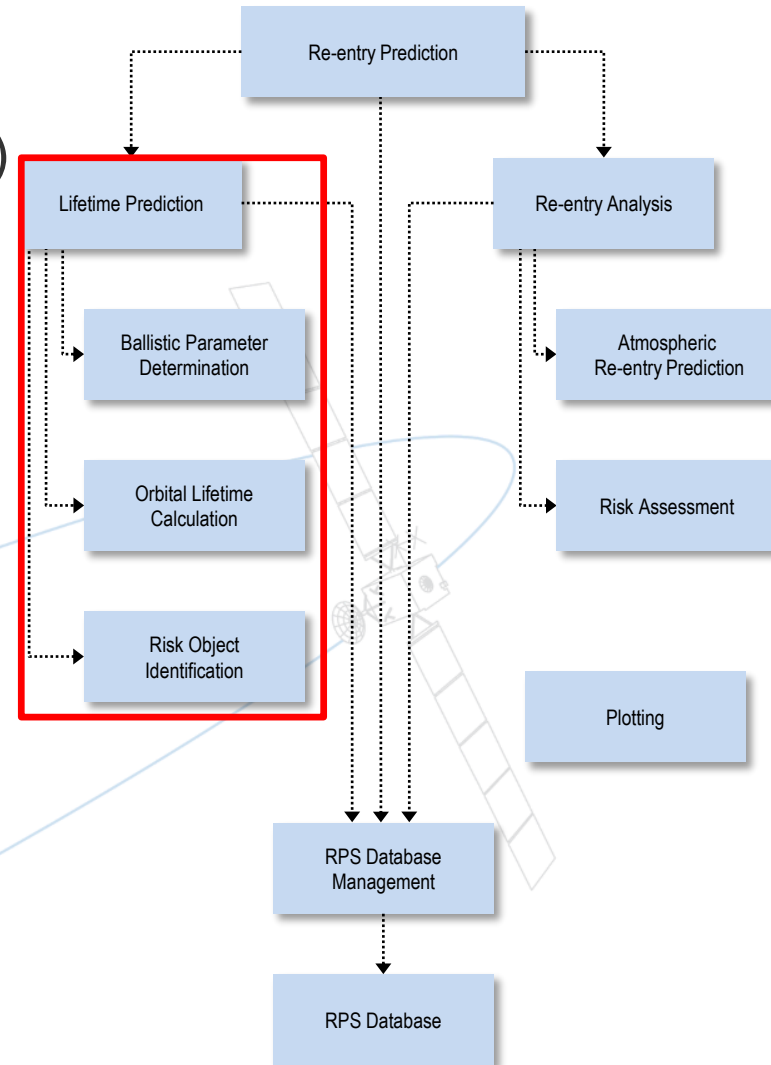 Re-entry Prediction
)
Lifetime Prediction
Re-entry Analysis
Ballistic Parameter
Determination
Atmospheric
Re-entry Prediction
Orbital Lifetime
Calculation
Risk Assessment
Risk Object
Identification
Plotting
RPS Database
Management
RPS Database